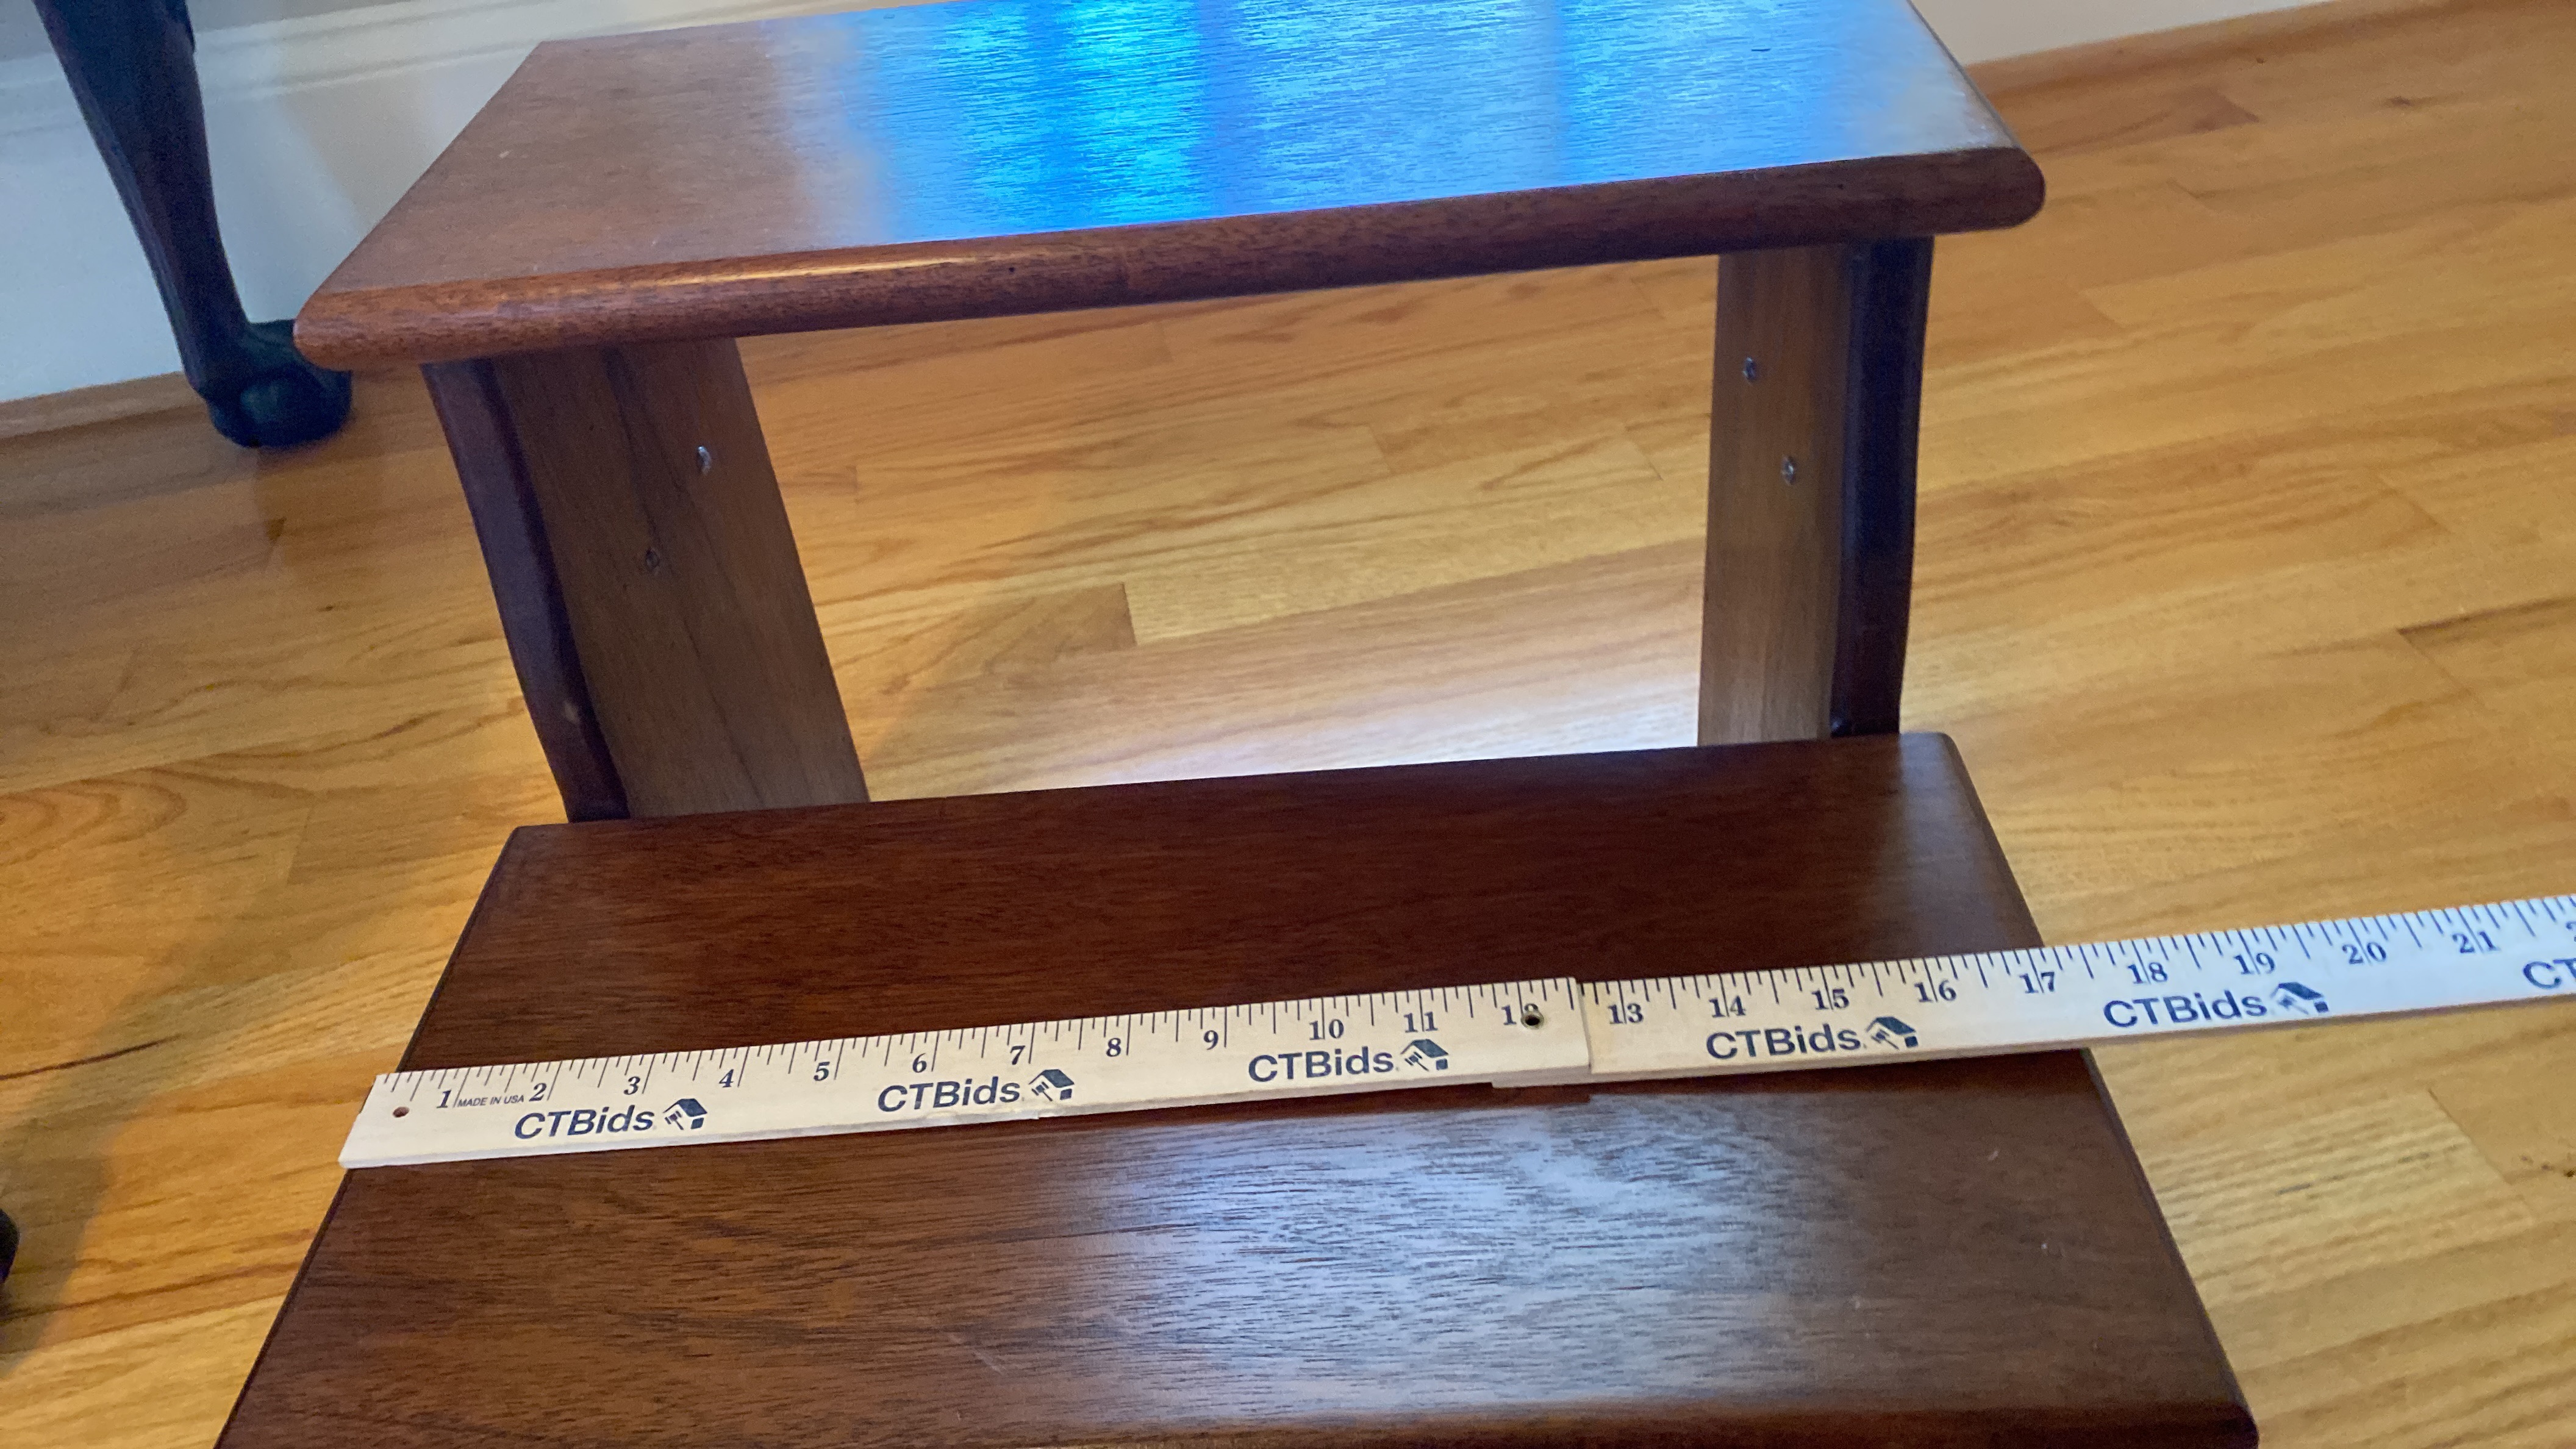 1 2 3 4 5 6 7 8 9 10 11 12 13 14 15 16 17 18 19 20 21
MADE IN USA
CTBids CTBids CTBids CTBids CTBids CT